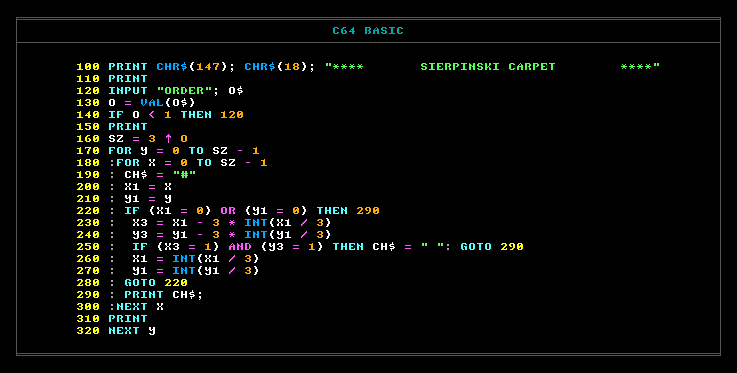 C64 BASIC
100 PRINT CHR$(147); CHR$(18); "****       SIERPINSKI CARPET        ****"
110 PRINT
120 INPUT "ORDER"; O$
130 O = VAL(O$)
140 IF O < 1 THEN 120
150 PRINT
160 SZ = 3 ↑ O
170 FOR Y = 0 TO SZ - 1
180 :FOR X = 0 TO SZ - 1
190 : CH$ = "#"
200 : X1 = X
210 : Y1 = Y
220 : IF (X1 = 0) OR (Y1 = 0) THEN 290
230 :  X3 = X1 - 3 * INT(X1 / 3)
240 :  Y3 = Y1 - 3 * INT(Y1 / 3)
250 :  IF (X3 = 1) AND (Y3 = 1) THEN CH$ = " ": GOTO 290
260 :  X1 = INT(X1 / 3)
270 :  Y1 = INT(Y1 / 3)
280 : GOTO 220
290 : PRINT CH$;
300 :NEXT X
310 PRINT
320 NEXT Y